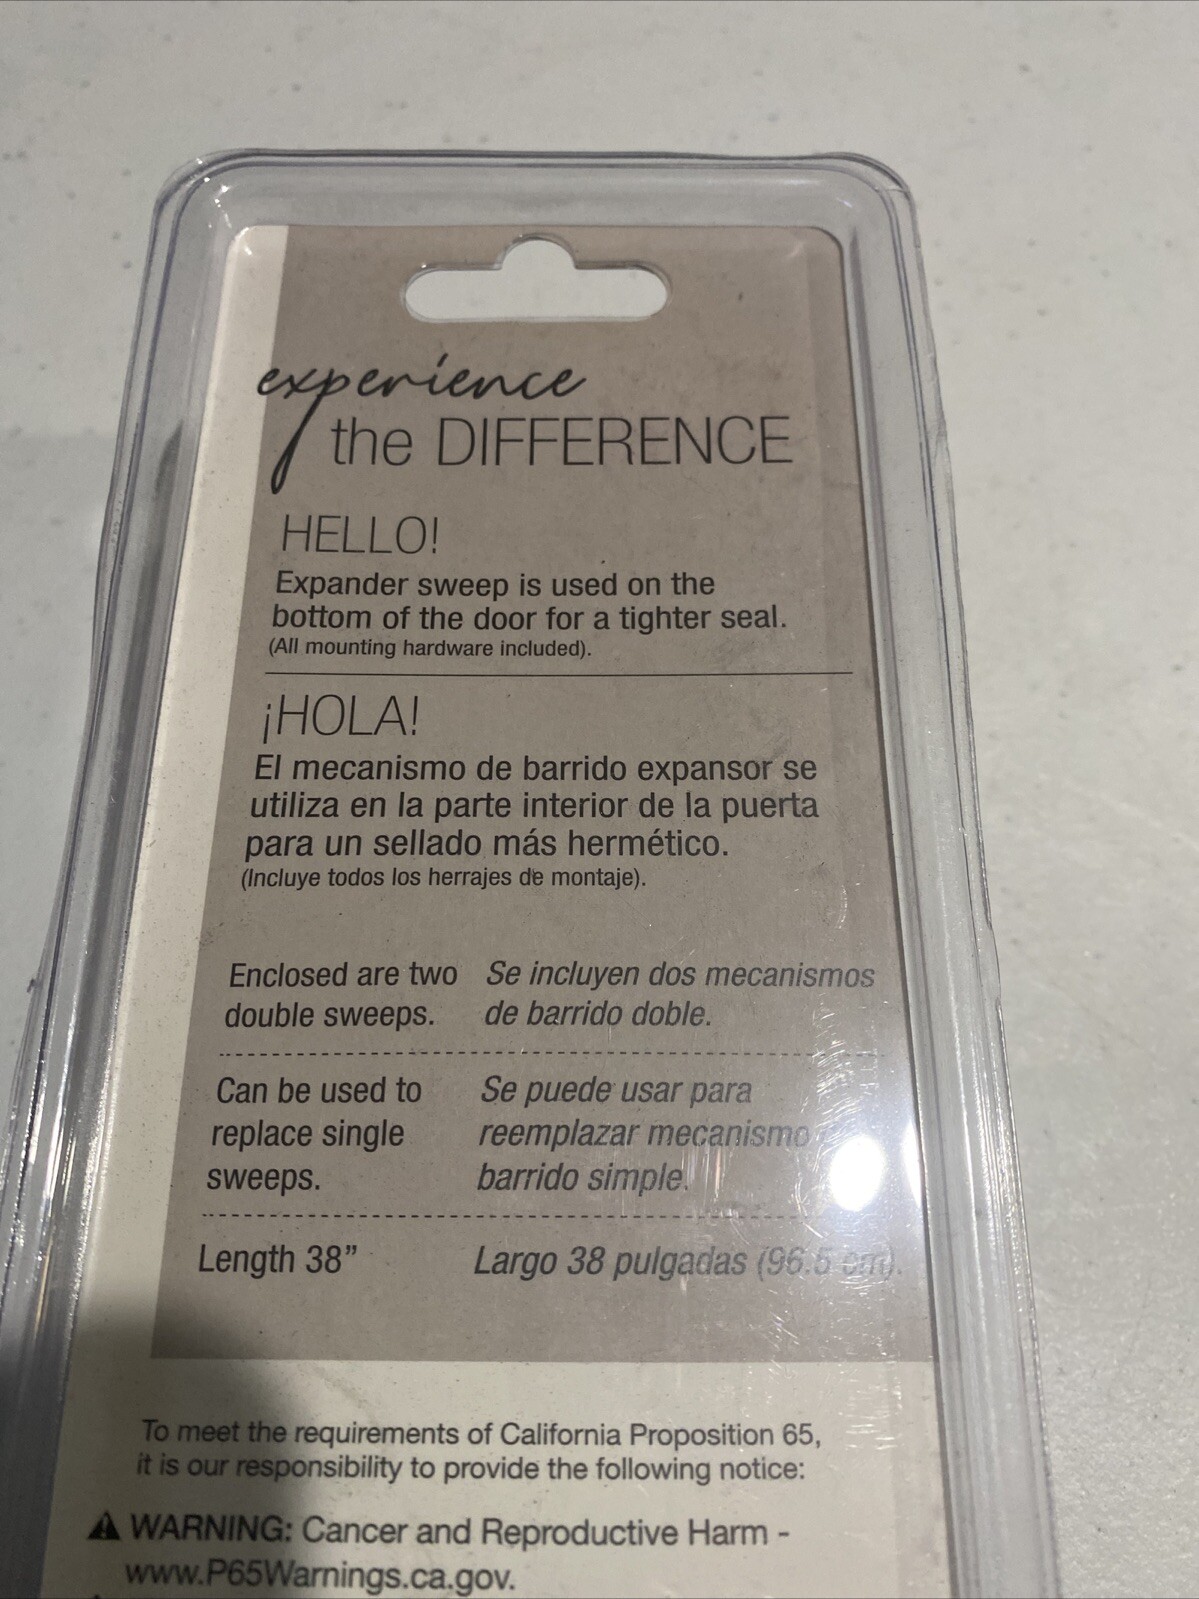 experience
the DIFFERENCE
HELLO!
Expander sweep is used on the
bottom of the door for a tighter seal.
(All mounting hardware included).
¡HOLA!
El mecanismo de barrido expansor se
utiliza en la parte interior de la puerta
para un sellado más hermético.
(Incluye todos los herrajes de montaje).
Enclosed are two
double sweeps.
Se incluyen dos mecanismos
de barrido doble.
Can be used to
replace single
sweeps.
Se puede usar para
reemplazar mecanismo
barrido simple.
Length 38”
Largo 38 pulgadas (96.5 cm).
To meet the requirements of California Proposition 65,
it is our responsibility to provide the following notice:
WARNING: Cancer and Reproductive Harm -
www.P65Warnings.ca.gov.